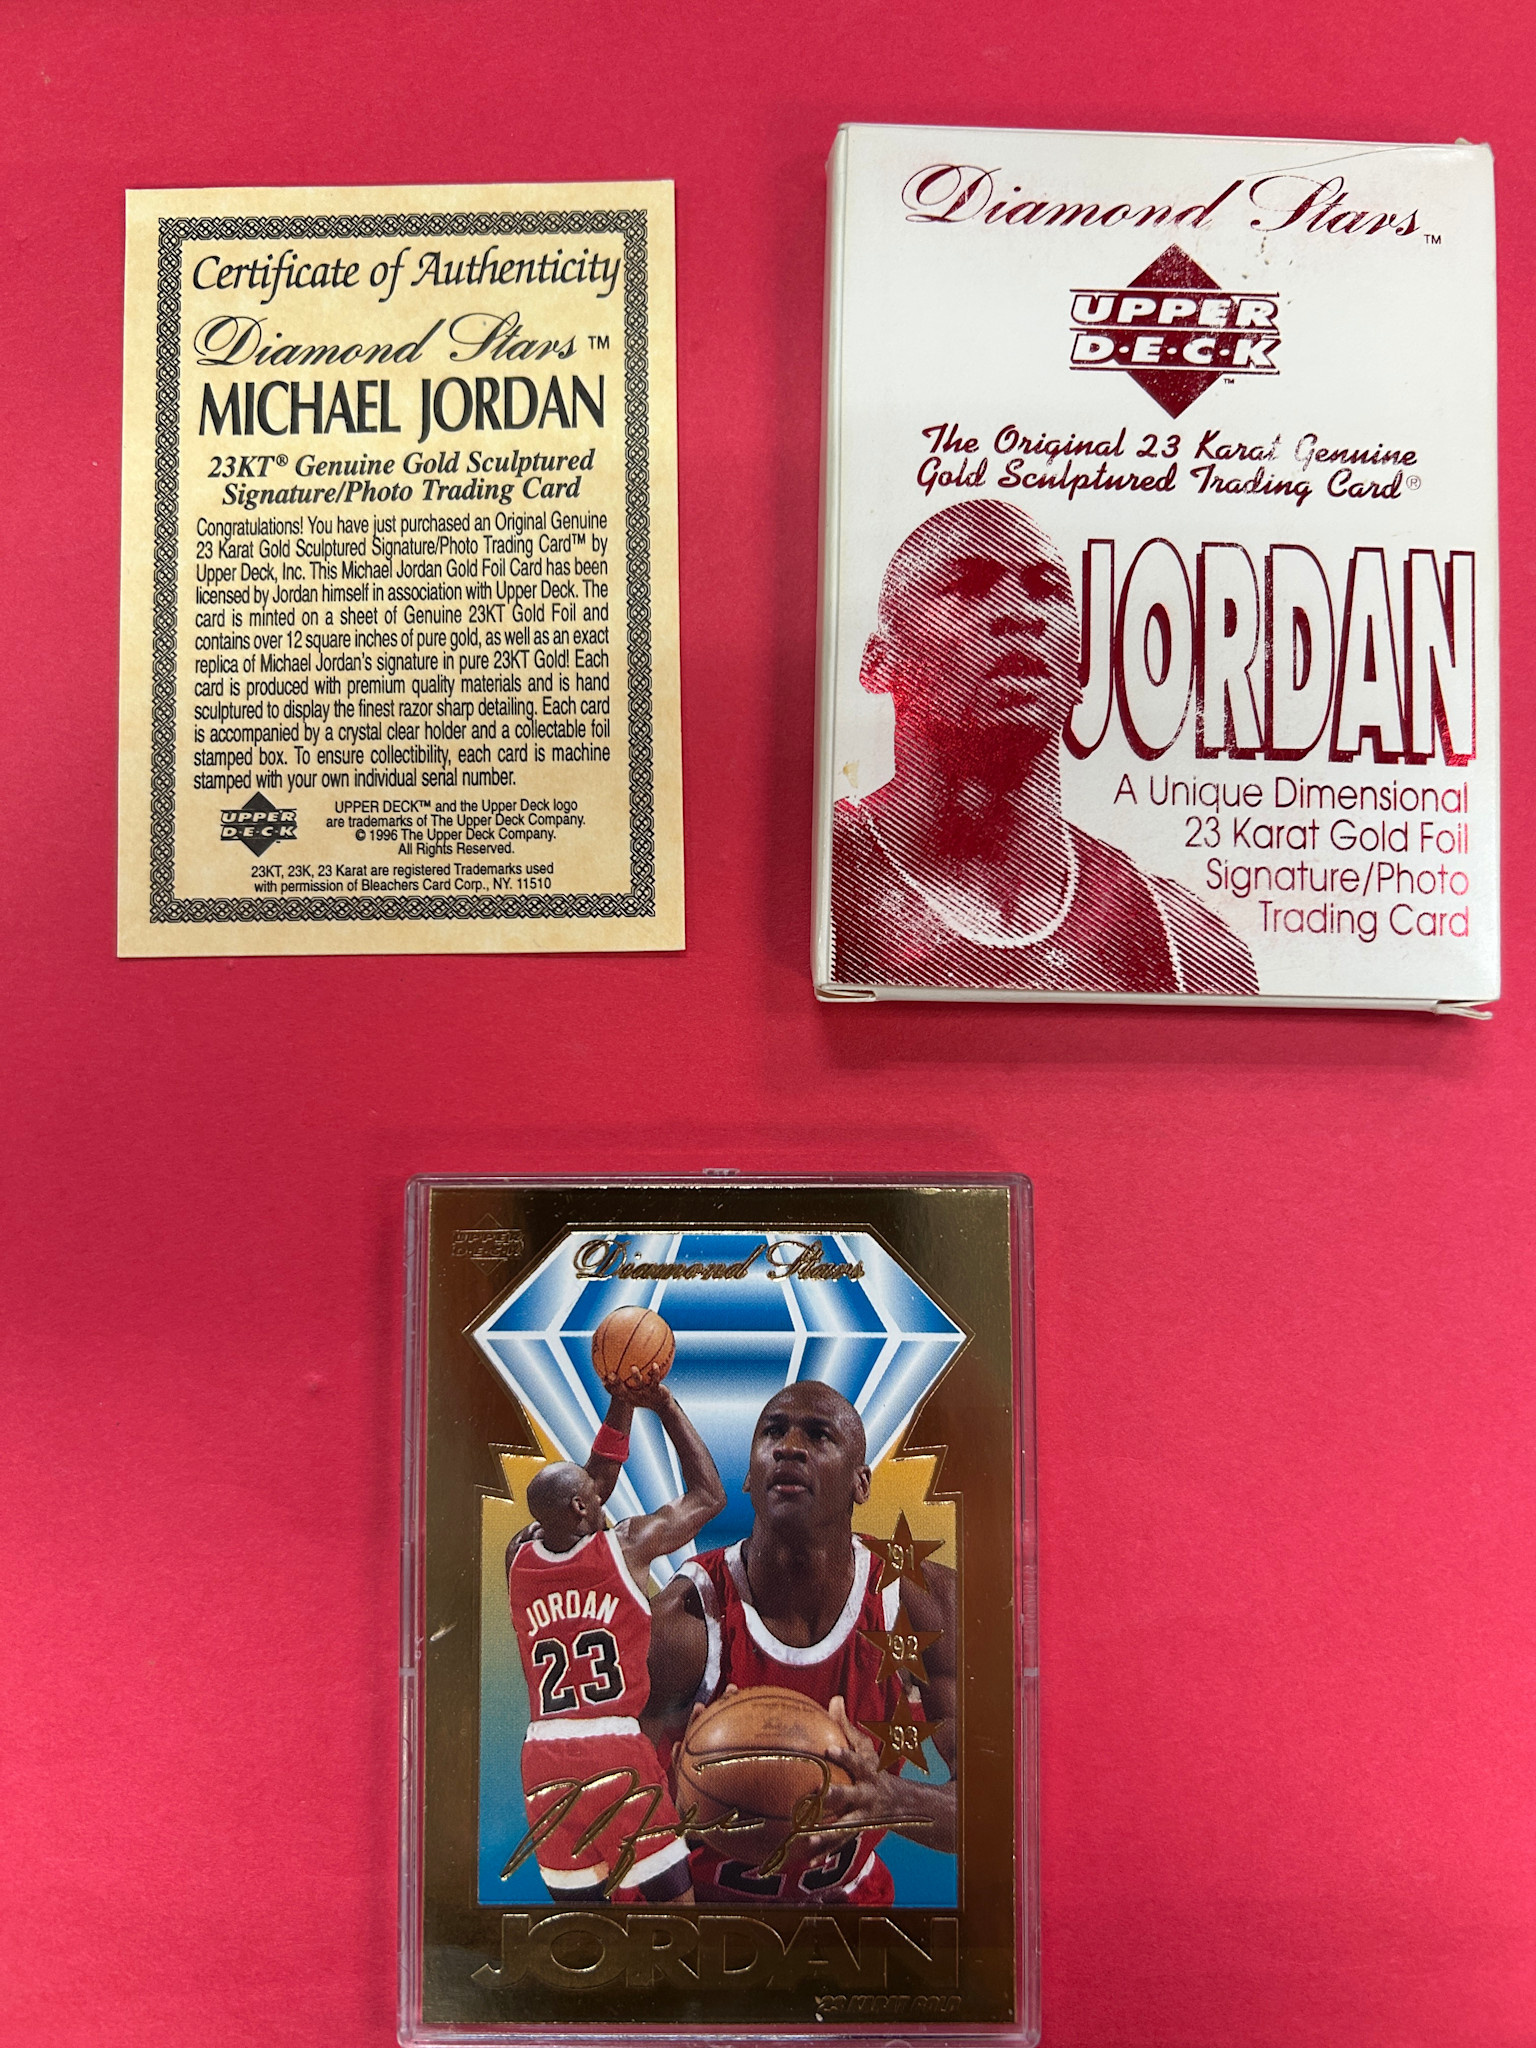 Certificate of Authenticity
Diamond Stars™
MICHAEL JORDAN
23KT® Genuine Gold Sculptured
Signature/Photo Trading Card
Congratulations! You have just purchased an Original Genuine
23 Karat Gold Sculptured Signature/Photo Trading Card™ by
Upper Deck, Inc. This Michael Jordan Gold Foil Card has been
licensed by Jordan himself in association with Upper Deck. The
card is minted on a sheet of Genuine 23KT Gold Foil and
contains over 12 square inches of pure gold, as well as an exact
replica of Michael Jordan's signature in pure 23KT Gold! Each
card is produced with premium quality materials and is hand
sculptured to display the finest razor sharp detailing. Each card
is accompanied by a crystal clear holder and a collectable foil
stamped box. To ensure collectibility, each card is machine
stamped with your own individual serial number.
UPPER
D·E·C·K
UPPER DECK™ and the Upper Deck logo
are trademarks of The Upper Deck Company.
© 1996 The Upper Deck Company.
All Rights Reserved.
23KT, 23K, 23 Karat are registered Trademarks used
with permission of Bleachers Card Corp., NY. 11510
Diamond Stars™
UPPER
D·E·C·K™
The Original 23 Karat Genuine
Gold Sculptured Trading Card®
JORDAN
A Unique Dimensional
23 Karat Gold Foil
Signature/Photo
Trading Card
UPPER
D·E·C·K
Diamond Stars
JORDAN
23
'91
'92
'93
23
JORDAN
23 KARAT GOLD